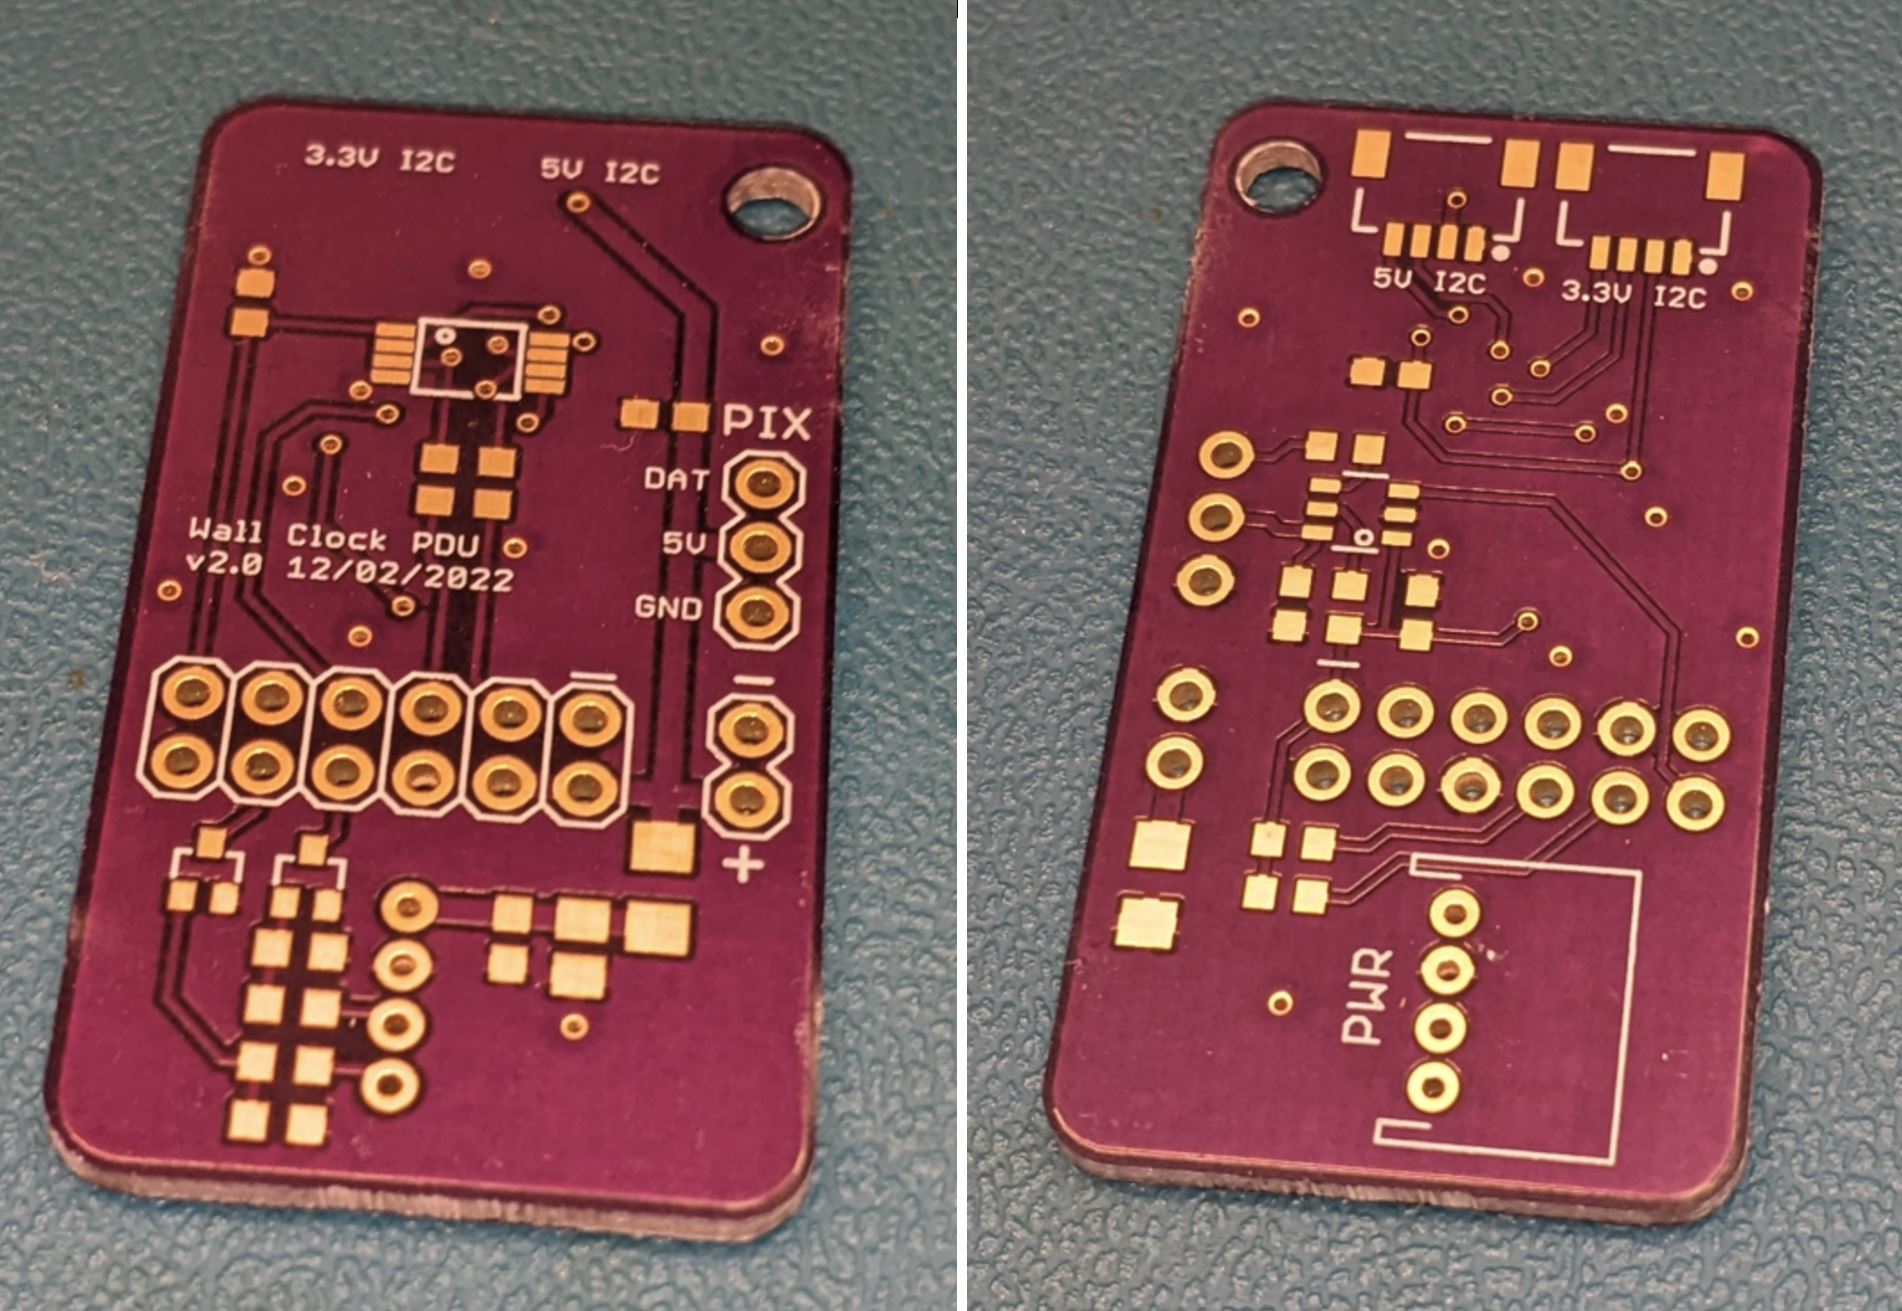 3.3V I2C
5V I2C
PIX
DAT
5V
GND
Wall Clock PDU
v2.0 12/02/2022
-
+
5V I2C
3.3V I2C
PWR